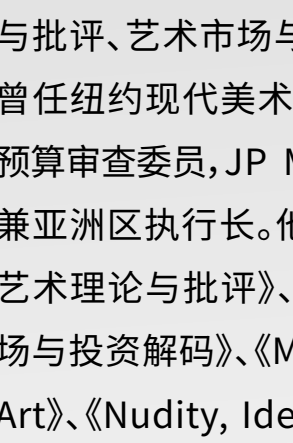 与批评、艺术市场与
曾任纽约现代美术
预算审查委员，JP M
兼亚洲区执行长。他
艺术理论与批评》、
场与投资解码》、《M
Art》、《Nudity, Ide